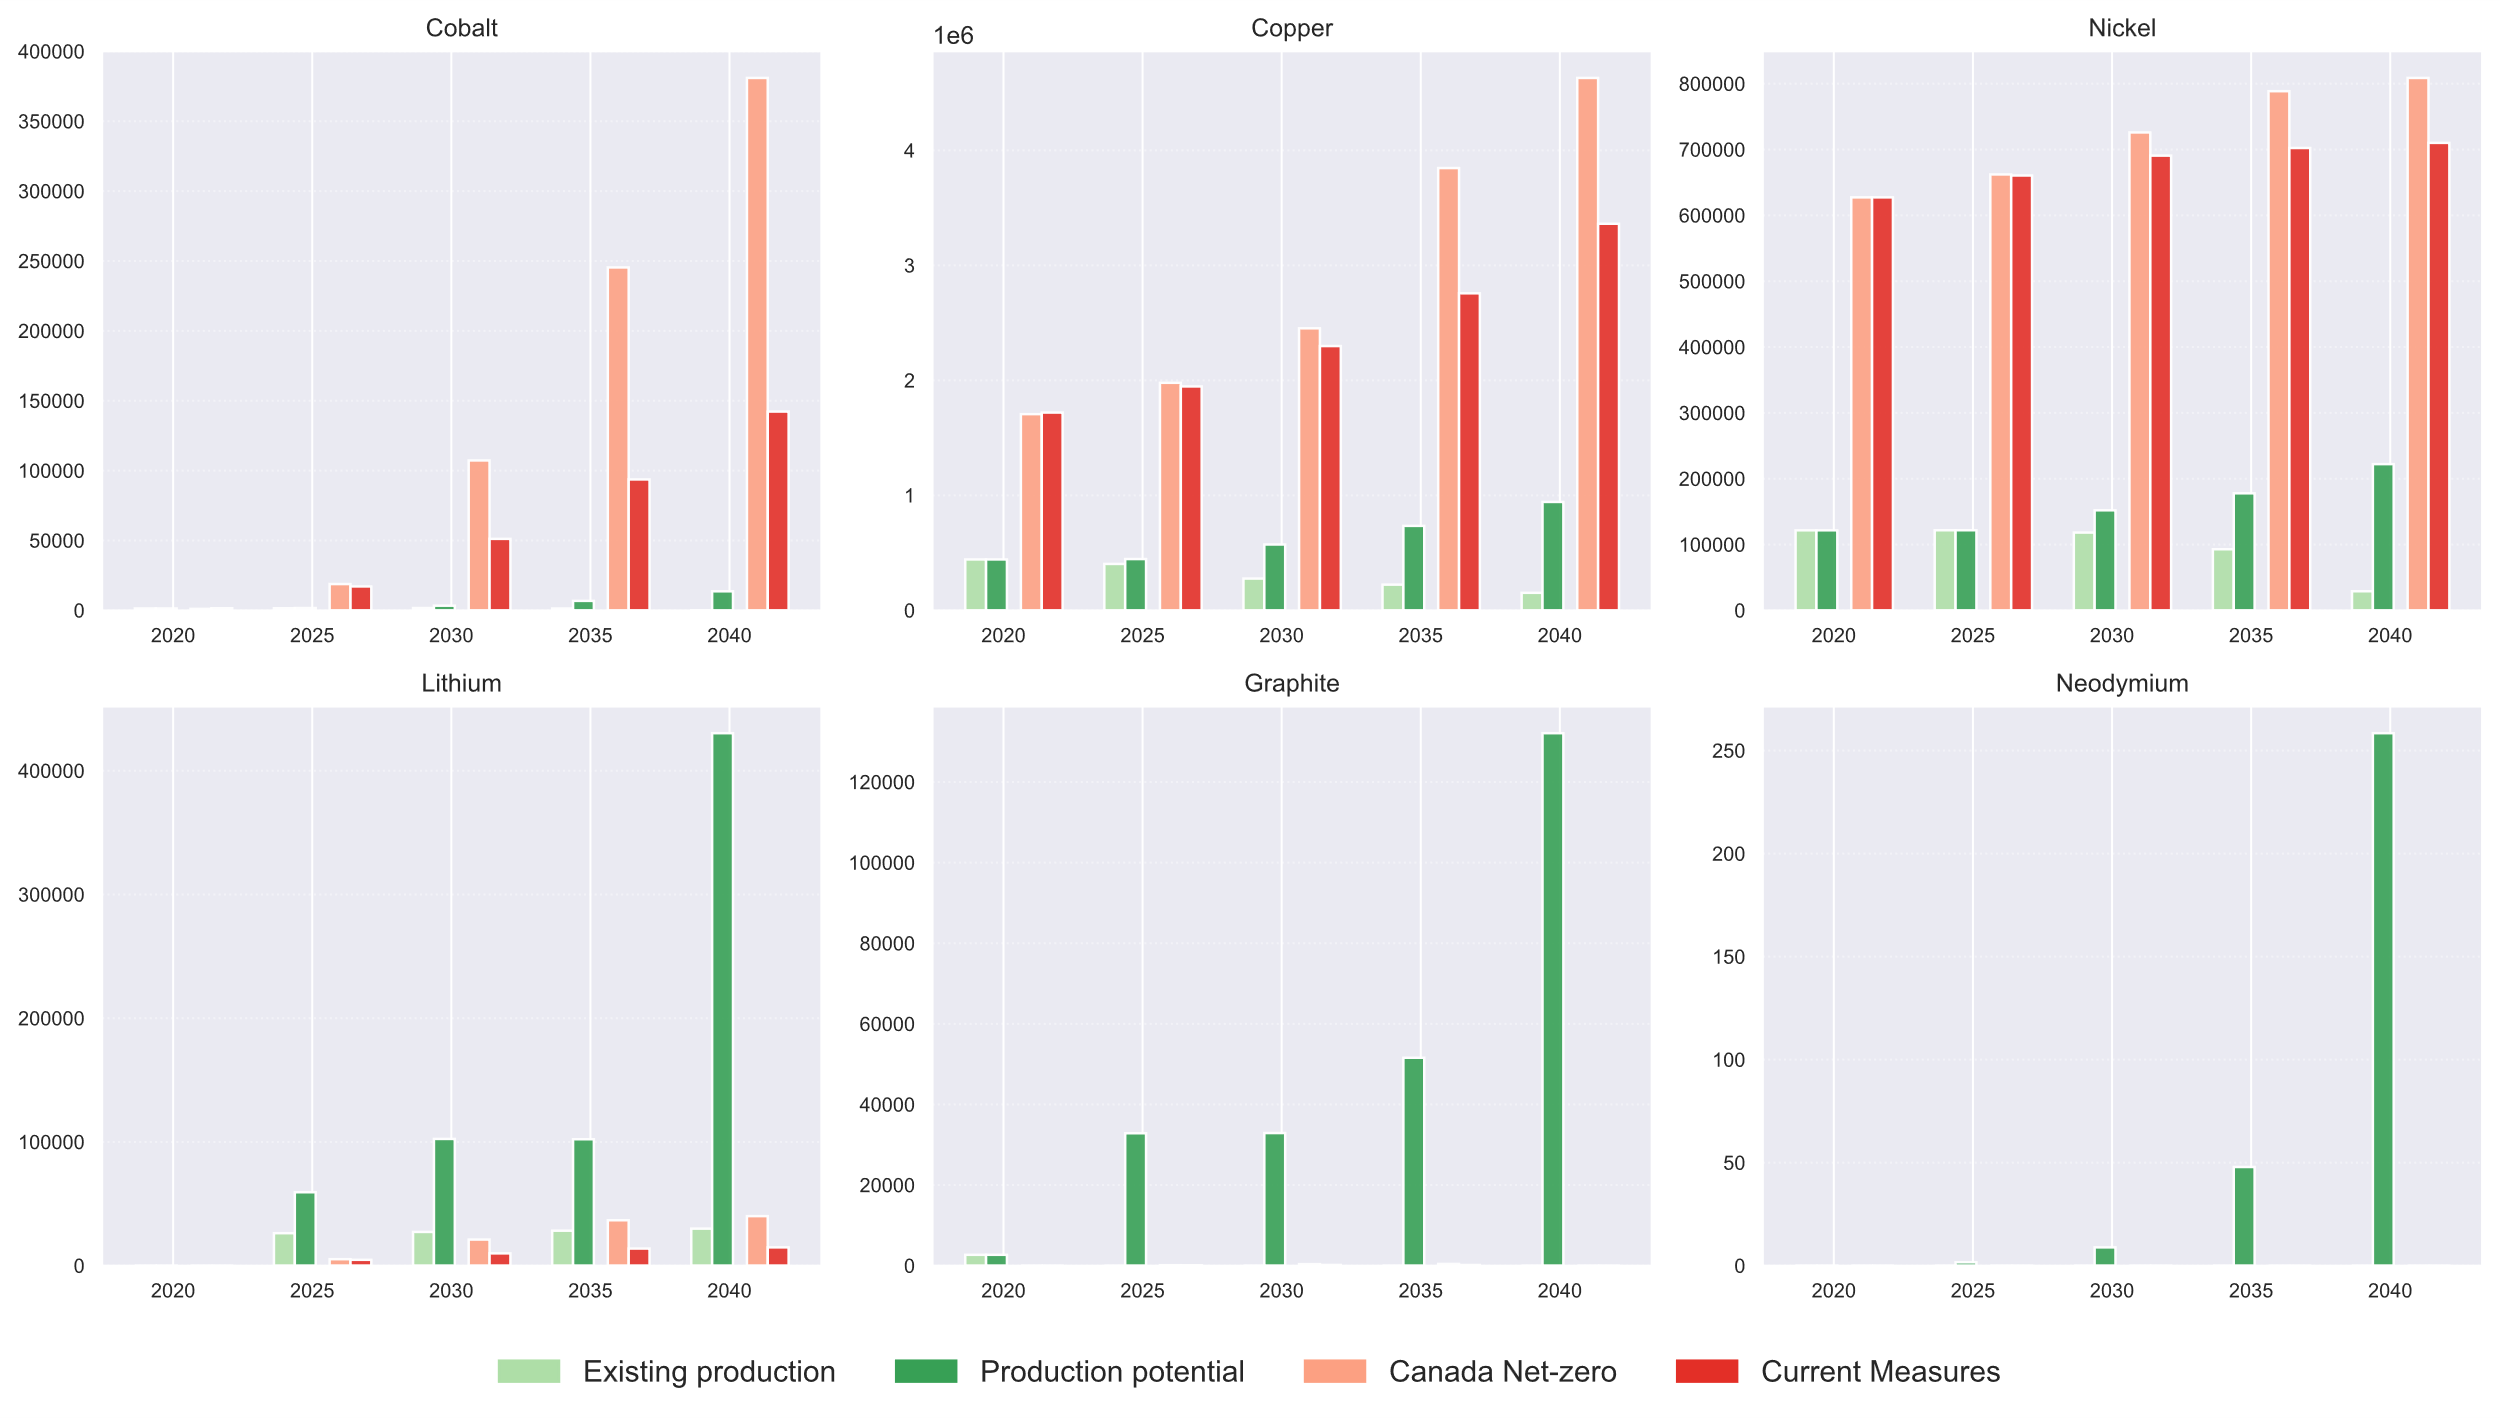 Cobalt
400000
350000
300000
250000
200000
150000
100000
50000
0
2020 2025 2030 2035 2040
Copper
1e6
4
3
2
1
0
2020 2025 2030 2035 2040
Nickel
800000
700000
600000
500000
400000
300000
200000
100000
0
2020 2025 2030 2035 2040
Lithium
400000
300000
200000
100000
0
2020 2025 2030 2035 2040
Graphite
120000
100000
80000
60000
40000
20000
0
2020 2025 2030 2035 2040
Neodymium
250
200
150
100
50
0
2020 2025 2030 2035 2040
Existing production Production potential Canada Net-zero Current Measures